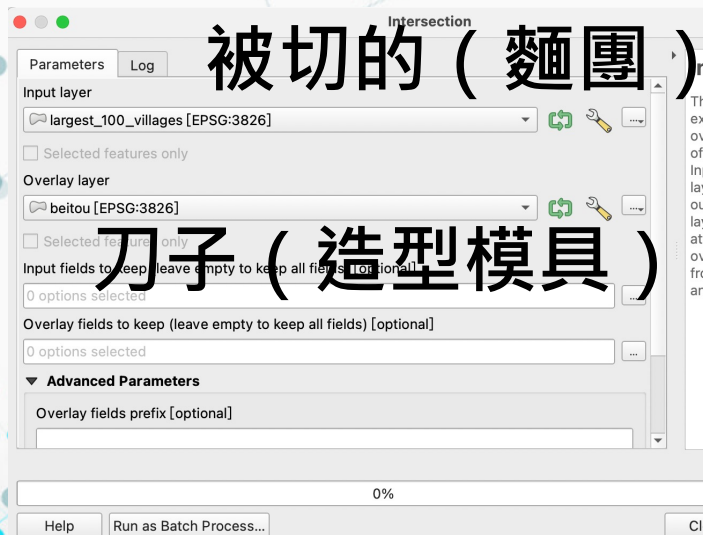 Intersection
被切的（麵團）
Parameters
Log
Input layer
largest_100_villages [EPSG:3826]
Selected features only
Overlay layer
beitou [EPSG:3826]
Selected features only
刀子（造型模具）
Input fields to keep (leave empty to keep all fields) [optional]
0 options selected
Overlay fields to keep (leave empty to keep all fields) [optional]
0 options selected
Advanced Parameters
Overlay fields prefix [optional]
0%
Help
Run as Batch Process...